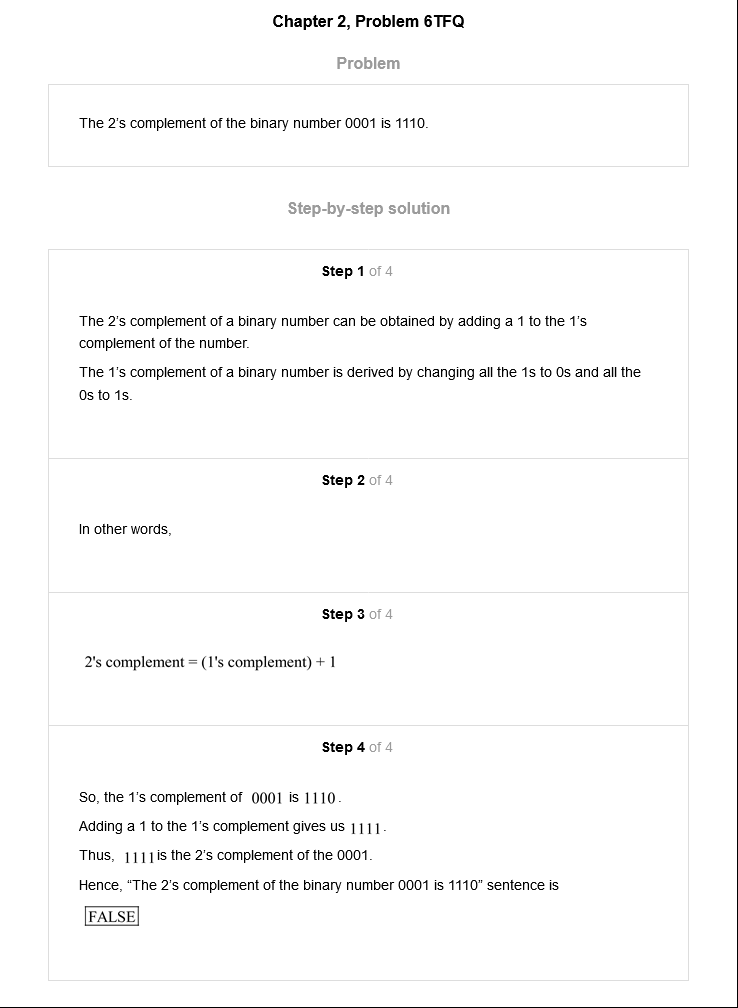 Chapter 2, Problem 6TFQ
Problem
The 2’s complement of the binary number 0001 is 1110.
Step-by-step solution
Step 1 of 4
The 2’s complement of a binary number can be obtained by adding a 1 to the 1’s
complement of the number.
The 1’s complement of a binary number is derived by changing all the 1s to 0s and all the
0s to 1s.
Step 2 of 4
In other words,
Step 3 of 4
2's complement = (1's complement) + 1
Step 4 of 4
So, the 1’s complement of 0001 is 1110.
Adding a 1 to the 1’s complement gives us 1111.
Thus, 1111 is the 2’s complement of the 0001.
Hence, “The 2’s complement of the binary number 0001 is 1110” sentence is
FALSE